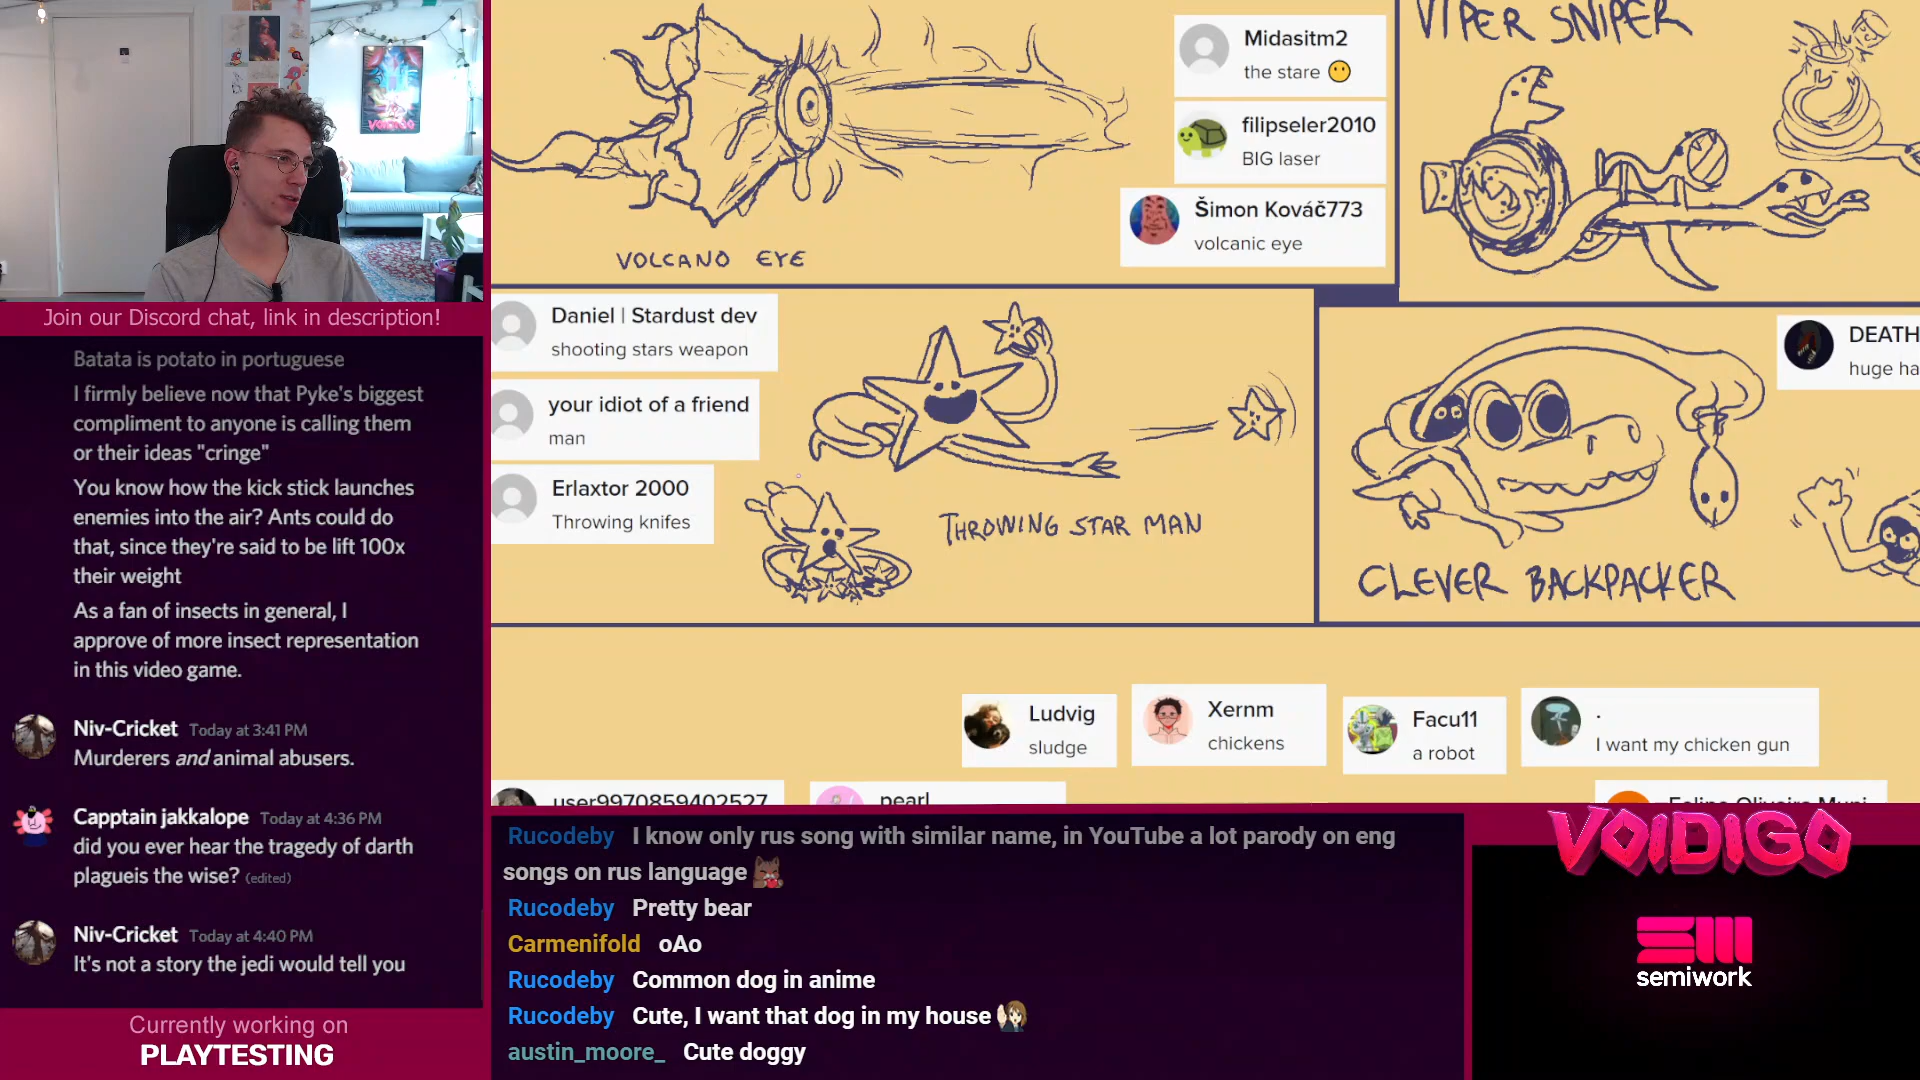 VOIDIGO
Join our Discord chat, link in description!
Batata is potato in portuguese
I firmly believe now that Pyke's biggest
compliment to anyone is calling them
or their ideas "cringe"
You know how the kick stick launches
enemies into the air? Ants could do
that, since they're said to be lift 100x
their weight
As a fan of insects in general, I
approve of more insect representation
in this video game.
Niv-Cricket Today at 3:41 PM
Murderers and animal abusers.
Capptain jakkalope Today at 4:36 PM
did you ever hear the tragedy of darth
plagueis the wise? (edited)
Niv-Cricket Today at 4:40 PM
It's not a story the jedi would tell you
Currently working on
PLAYTESTING
VOLCANO EYE
Midasitm2
the stare
filipseler2010
BIG laser
Šimon Kováč773
volcanic eye
VIPER SNIPER
Daniel | Stardust dev
shooting stars weapon
your idiot of a friend
man
Erlaxtor 2000
Throwing knifes
THROWING STAR MAN
DEATH
huge ha
CLEVER BACKPACKER
Ludvig
sludge
Xernm
chickens
Facu11
a robot
.
I want my chicken gun
user9970859402527
pearl
Felipe Oliveira Muni
Rucodeby I know only rus song with similar name, in YouTube a lot parody on eng
songs on rus language
Rucodeby Pretty bear
Carmenifold oAo
Rucodeby Common dog in anime
Rucodeby Cute, I want that dog in my house
austin_moore_ Cute doggy
VOIDIGO
semiwork